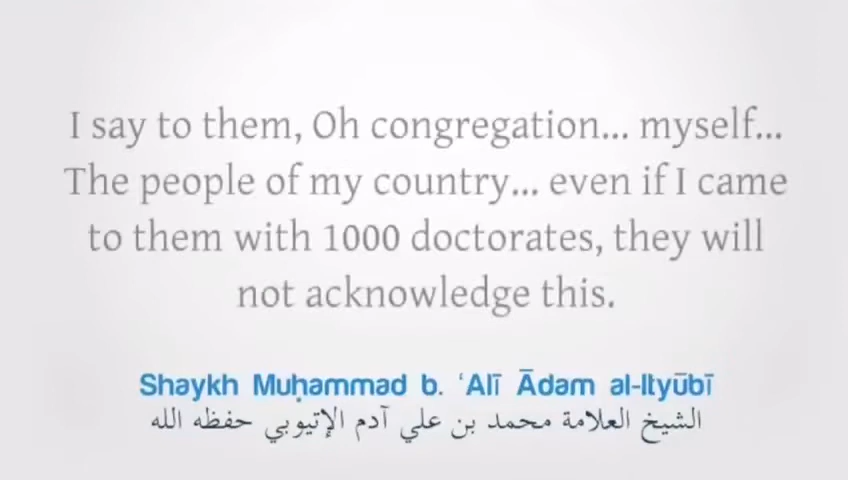 I say to them, Oh congregation... myself...
The people of my country... even if I came
to them with 1000 doctorates, they will
not acknowledge this.
Shaykh Muḥammad b. ʿAlī Ādam al-Ityūbī
الشيخ العلامة محمد بن علي آدم الإتيوبي حفظه الله